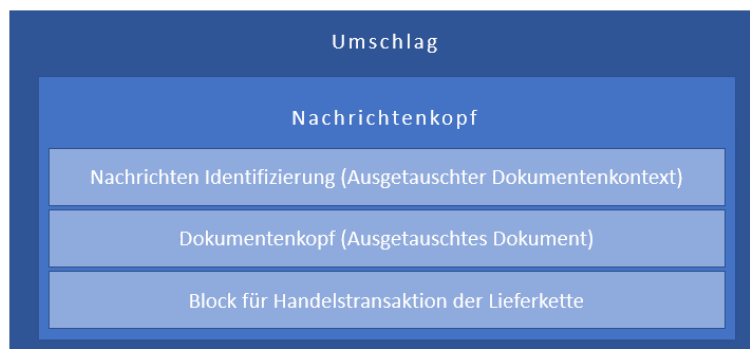 Umschlag
Nachrichtenkopf
Nachrichten Identifizierung (Ausgetauschter Dokumentenkontext)
Dokumentenkopf (Ausgetauschtes Dokument)
Block für Handelstransaktion der Lieferkette